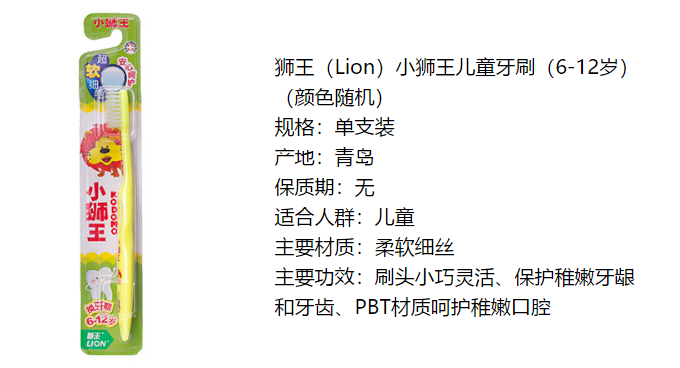 小狮王
超
软
细
安心呵护
小狮王
KODOMO
换牙期
6-12岁
狮王
LION
狮王（Lion）小狮王儿童牙刷（6-12岁）
（颜色随机）
规格：单支装
产地：青岛
保质期：无
适合人群：儿童
主要材质：柔软细丝
主要功效：刷头小巧灵活、保护稚嫩牙龈
和牙齿、PBT材质呵护稚嫩口腔